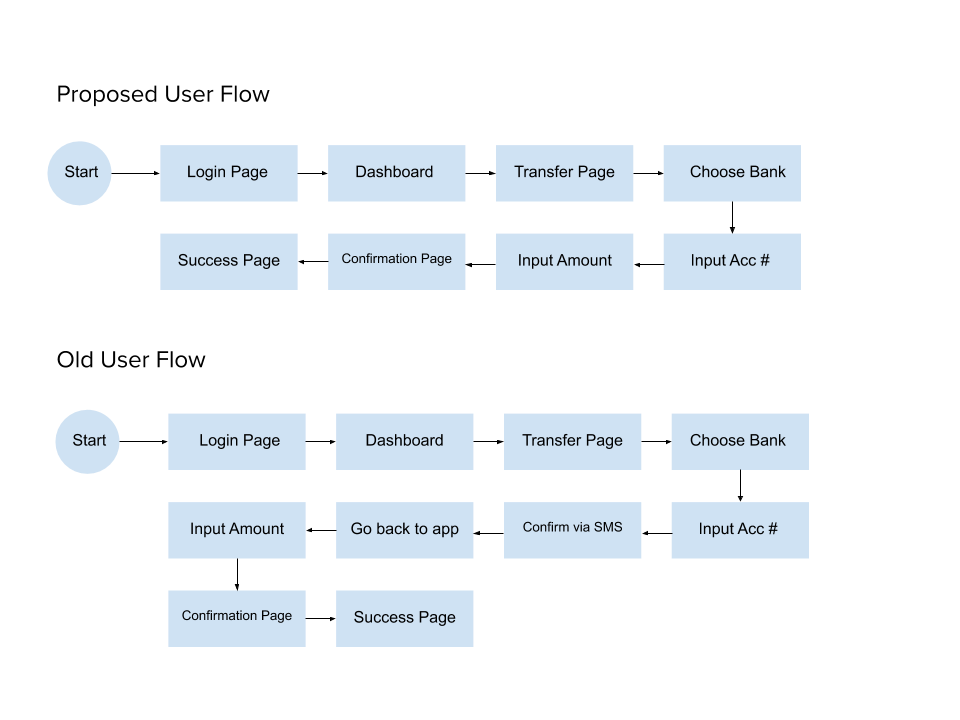 Proposed User Flow
Start
Login Page
Dashboard
Transfer Page
Choose Bank
Success Page
Confirmation Page
Input Amount
Input Acc #
Old User Flow
Start
Login Page
Dashboard
Transfer Page
Choose Bank
Input Amount
Go back to app
Confirm via SMS
Input Acc #
Confirmation Page
Success Page